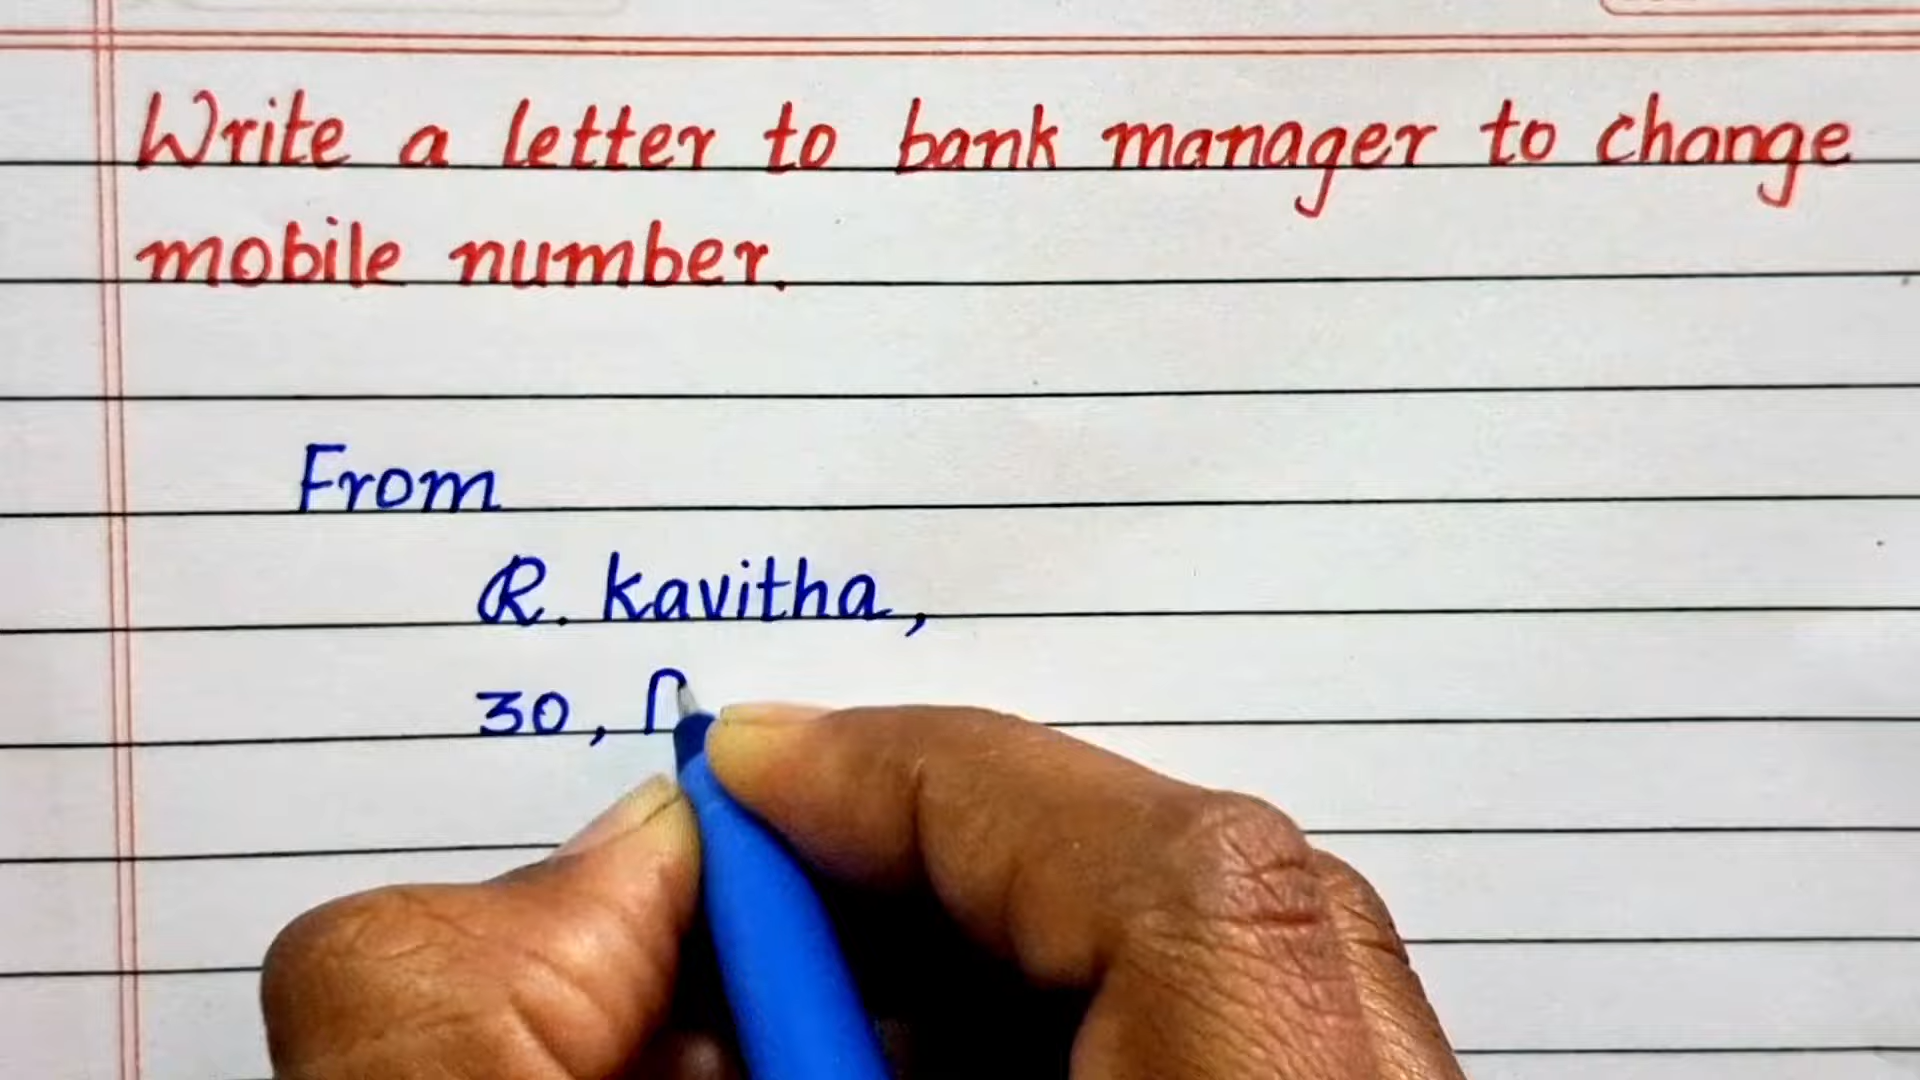 Write a letter to bank manager to change
mobile number.
From
R. Kavitha,
30,